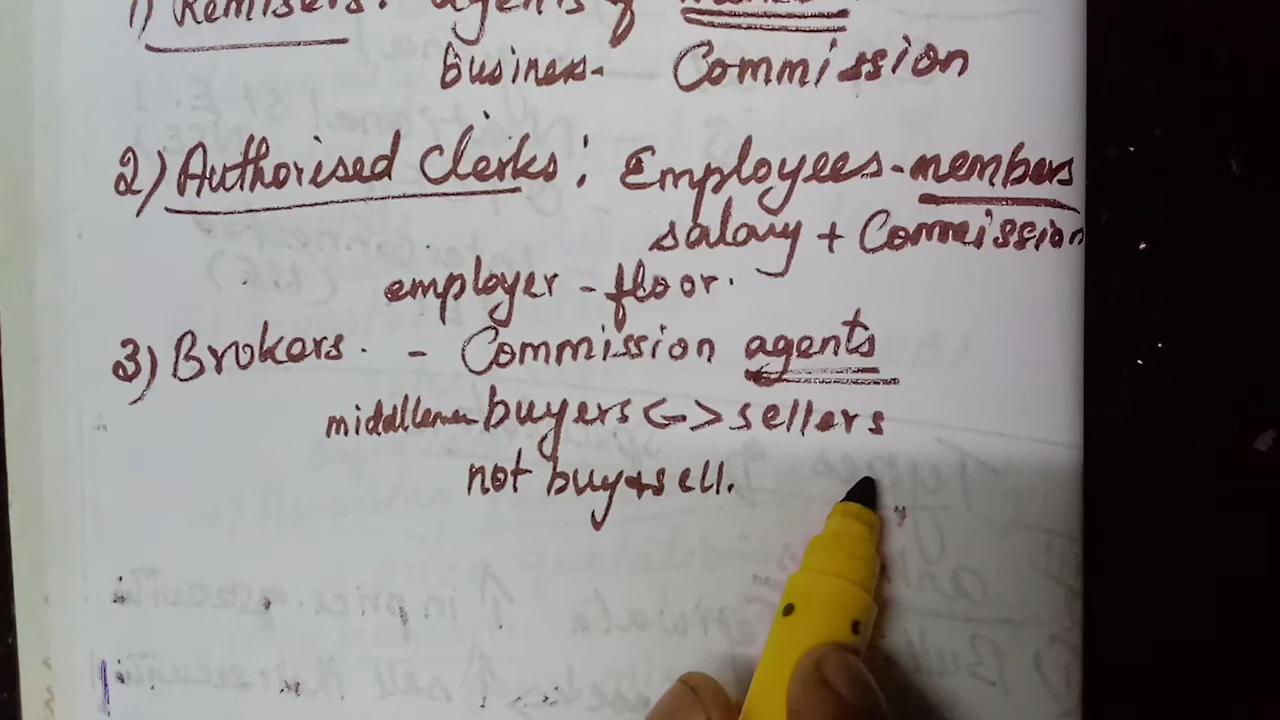 1) Remisers: agents of
business- Commission
2) Authorised Clerks: Employees-members
salary + Commission
employer - floor.
3) Brokers. - Commission agents
middlemen buyers <-> sellers
not buy + sell.